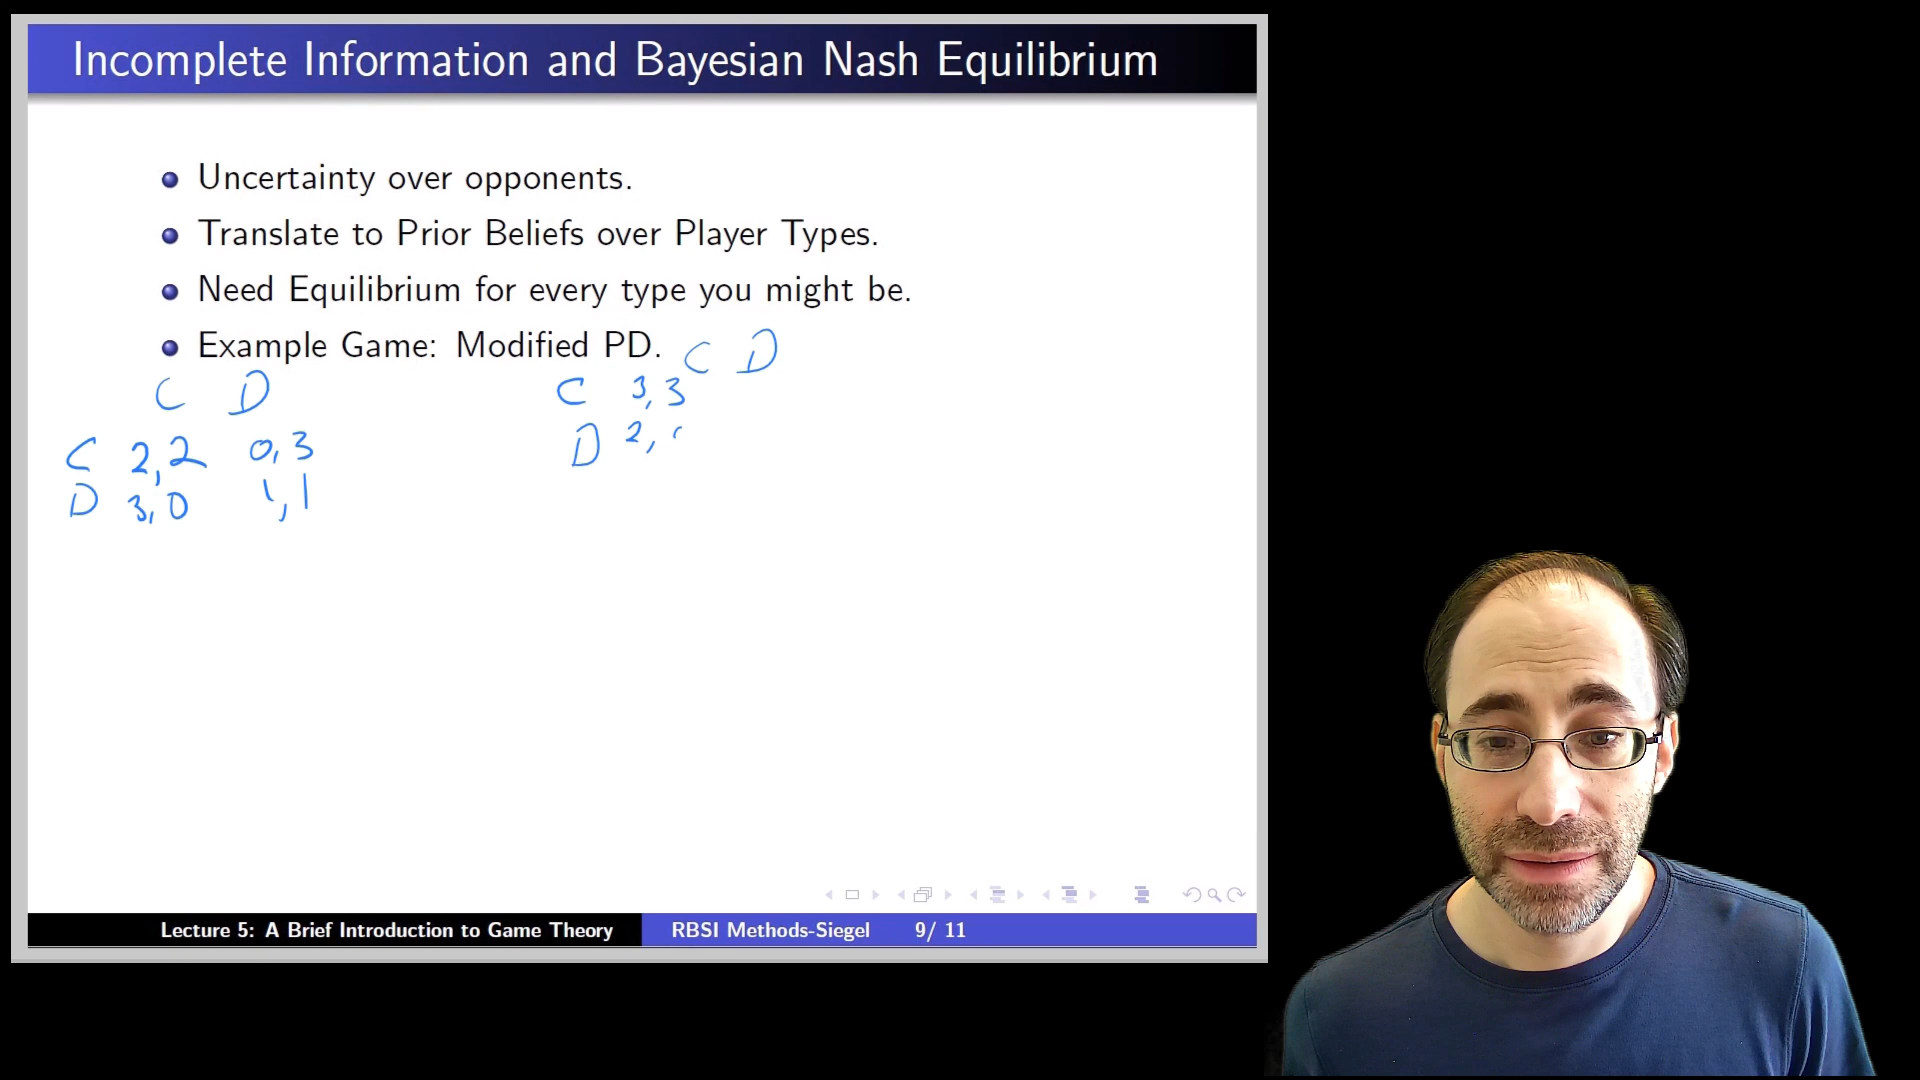 Incomplete Information and Bayesian Nash Equilibrium
Uncertainty over opponents.
Translate to Prior Beliefs over Player Types.
Need Equilibrium for every type you might be.
Example Game: Modified PD.
C D
C 2,2 0,3
D 3,0 1,1
C D
C 3,3
D 2,
Lecture 5: A Brief Introduction to Game Theory RBSI Methods-Siegel 9/ 11